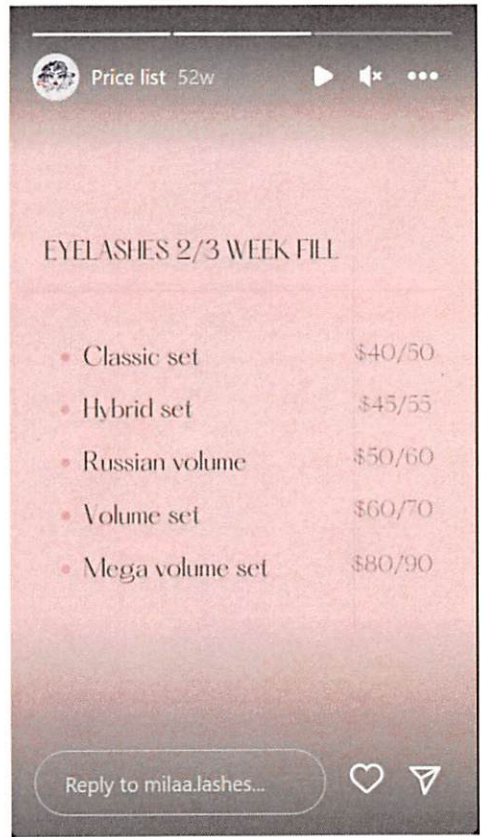 Price list 52w
EYELASHES 2/3 WEEK FILL
Classic set $40/50
Hybrid set $45/55
Russian volume $50/60
Volume set $60/70
Mega volume set $80/90
Reply to milaa.lashes...